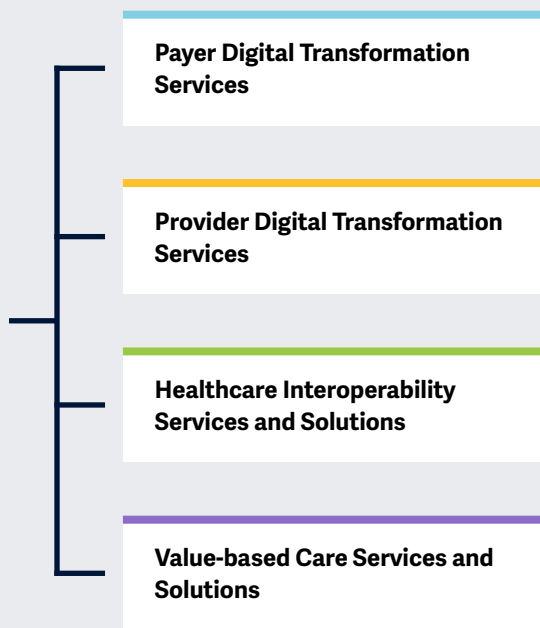 Payer Digital Transformation
Services
Provider Digital Transformation
Services
Healthcare Interoperability
Services and Solutions
Value-based Care Services and
Solutions